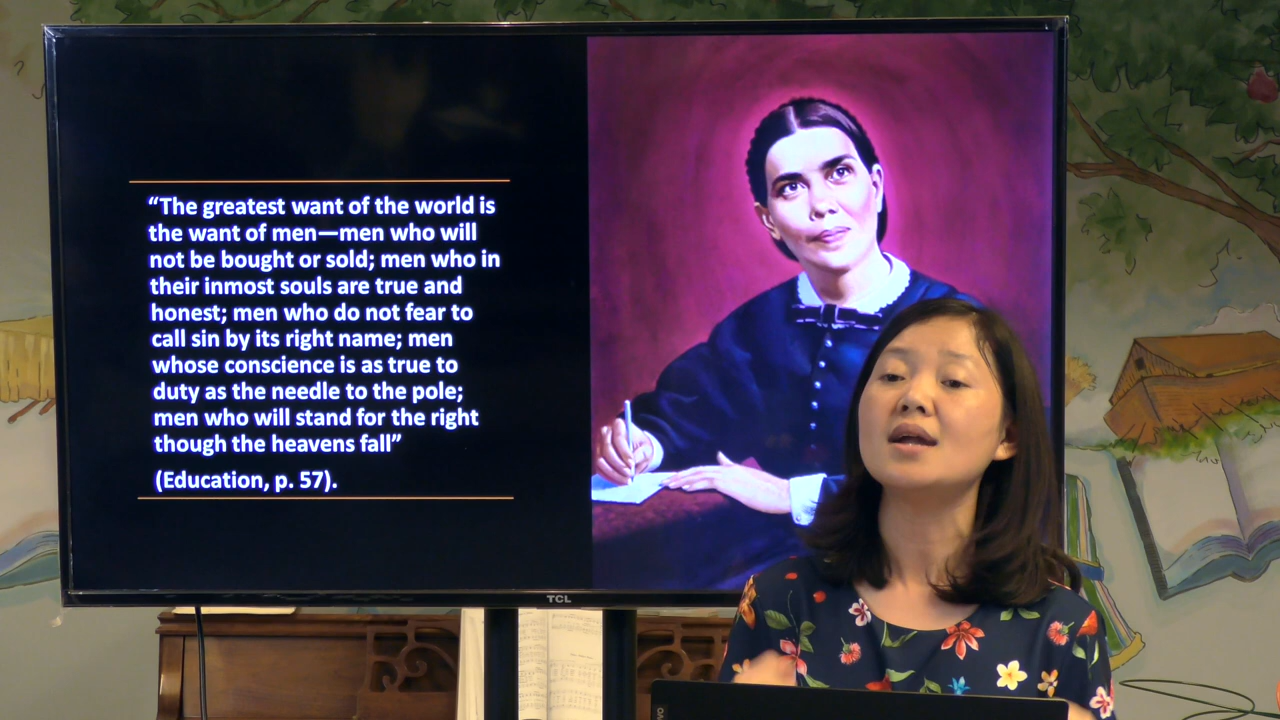 “The greatest want of the world is
the want of men—men who will
not be bought or sold; men who in
their inmost souls are true and
honest; men who do not fear to
call sin by its right name; men
whose conscience is as true to
duty as the needle to the pole;
men who will stand for the right
though the heavens fall”
(Education, p. 57).
TCL